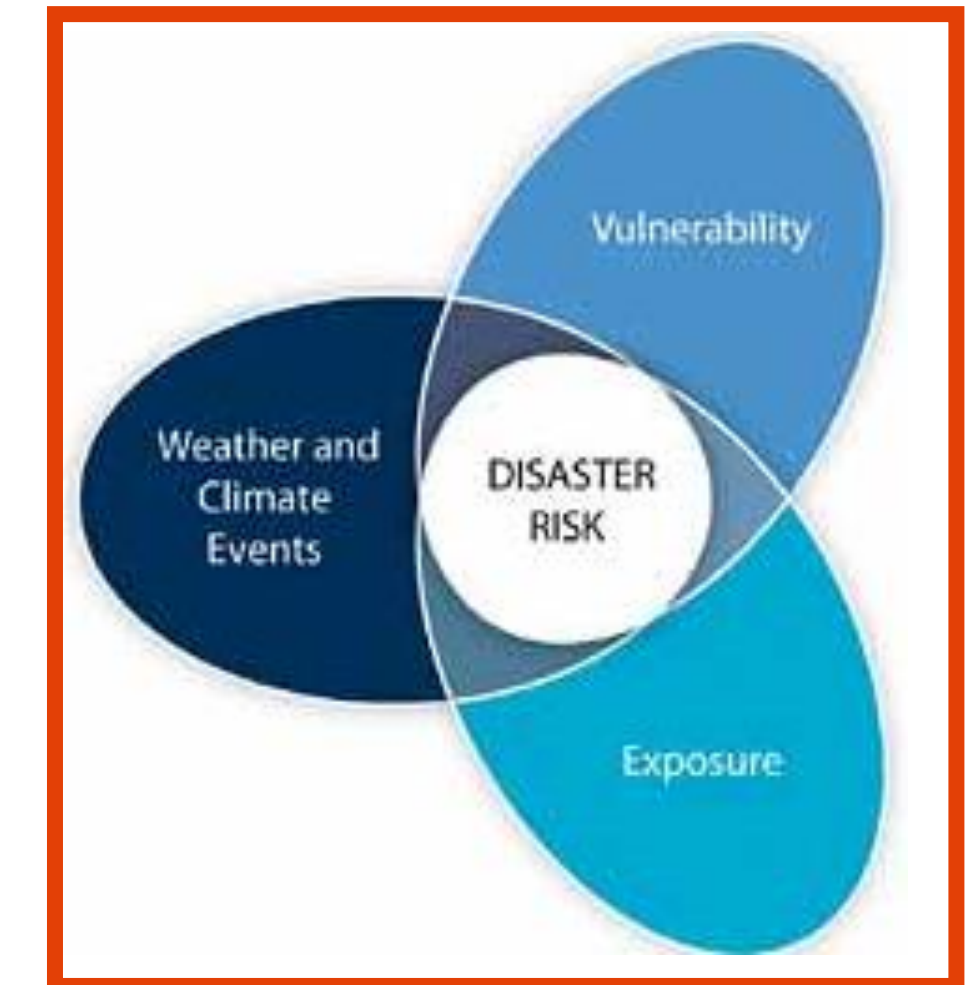 Vulnerability
Weather and
Climate
Events
DISASTER
RISK
Exposure